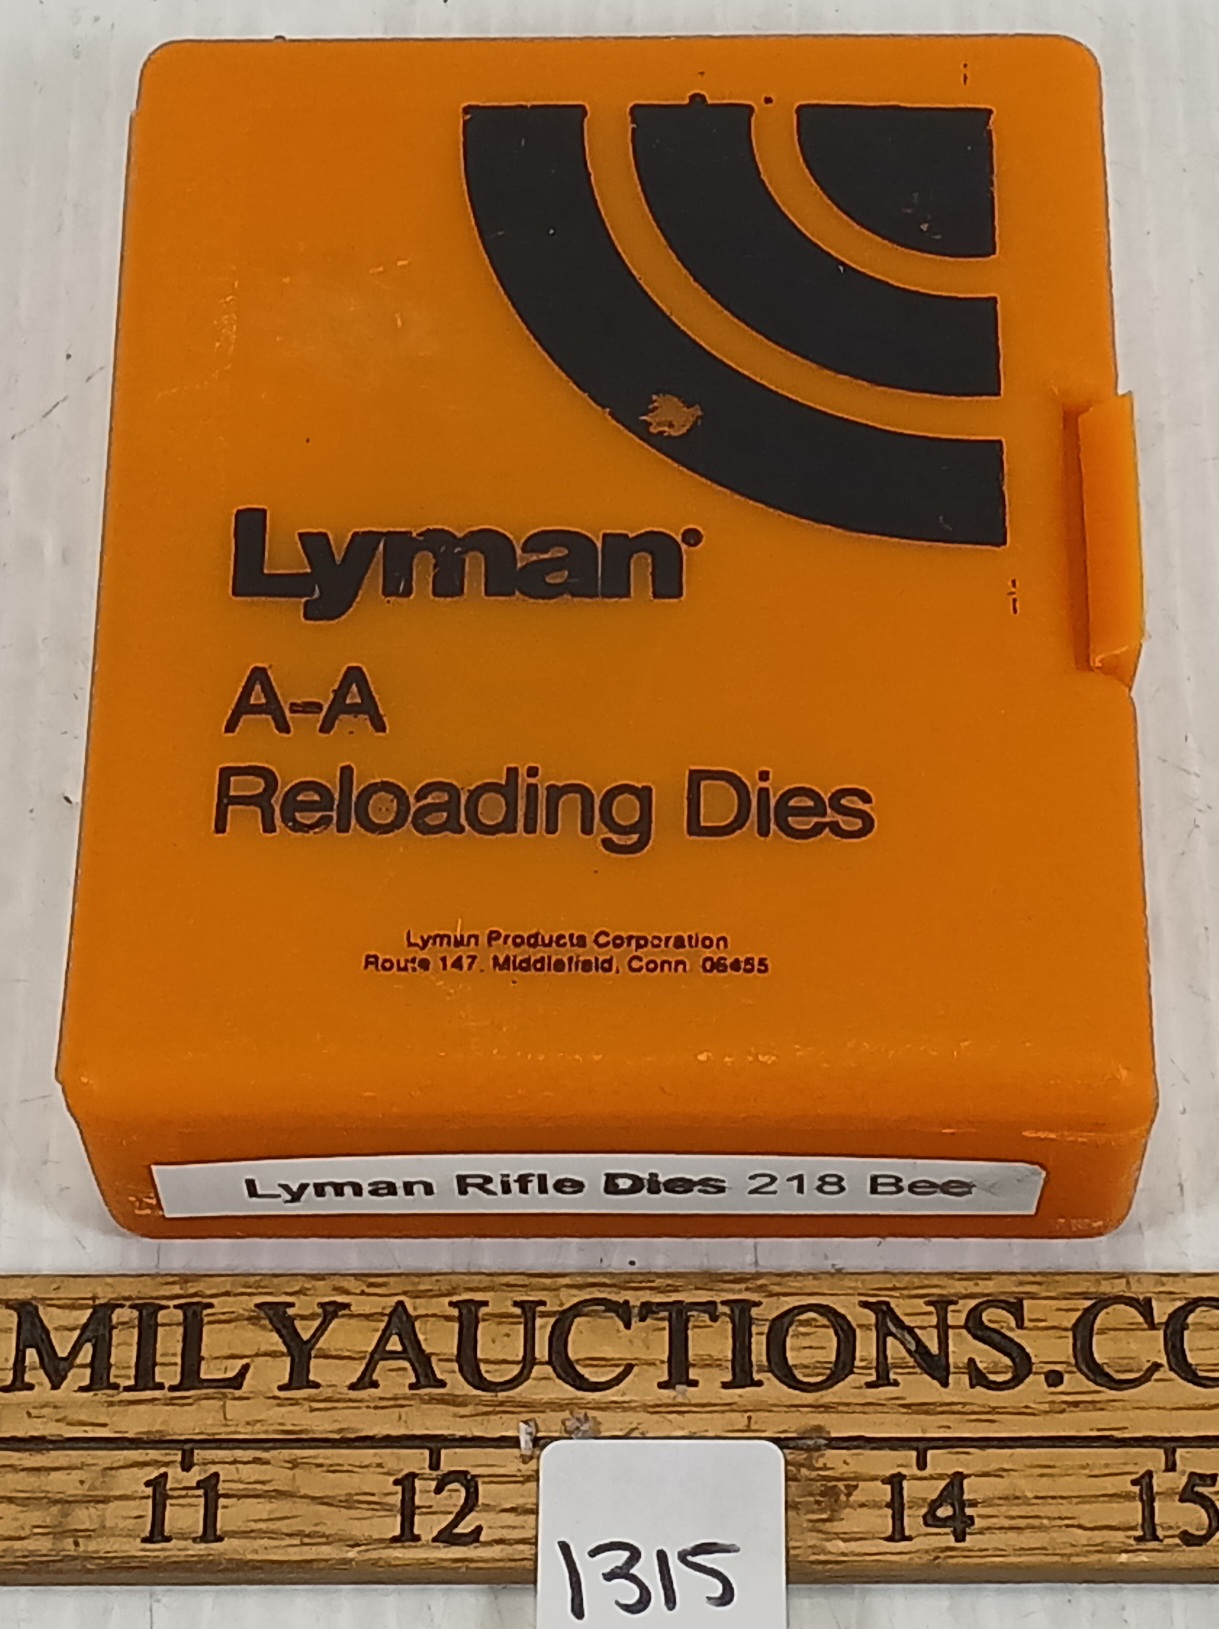 Lyman®
A-A
Reloading Dies
Lyman Products Corporation
Route 147, Middlefield, Conn 06455
Lyman Rifle Dies 218 Bee
MILYAUCTIONS.CO
11 12 14 15
1315